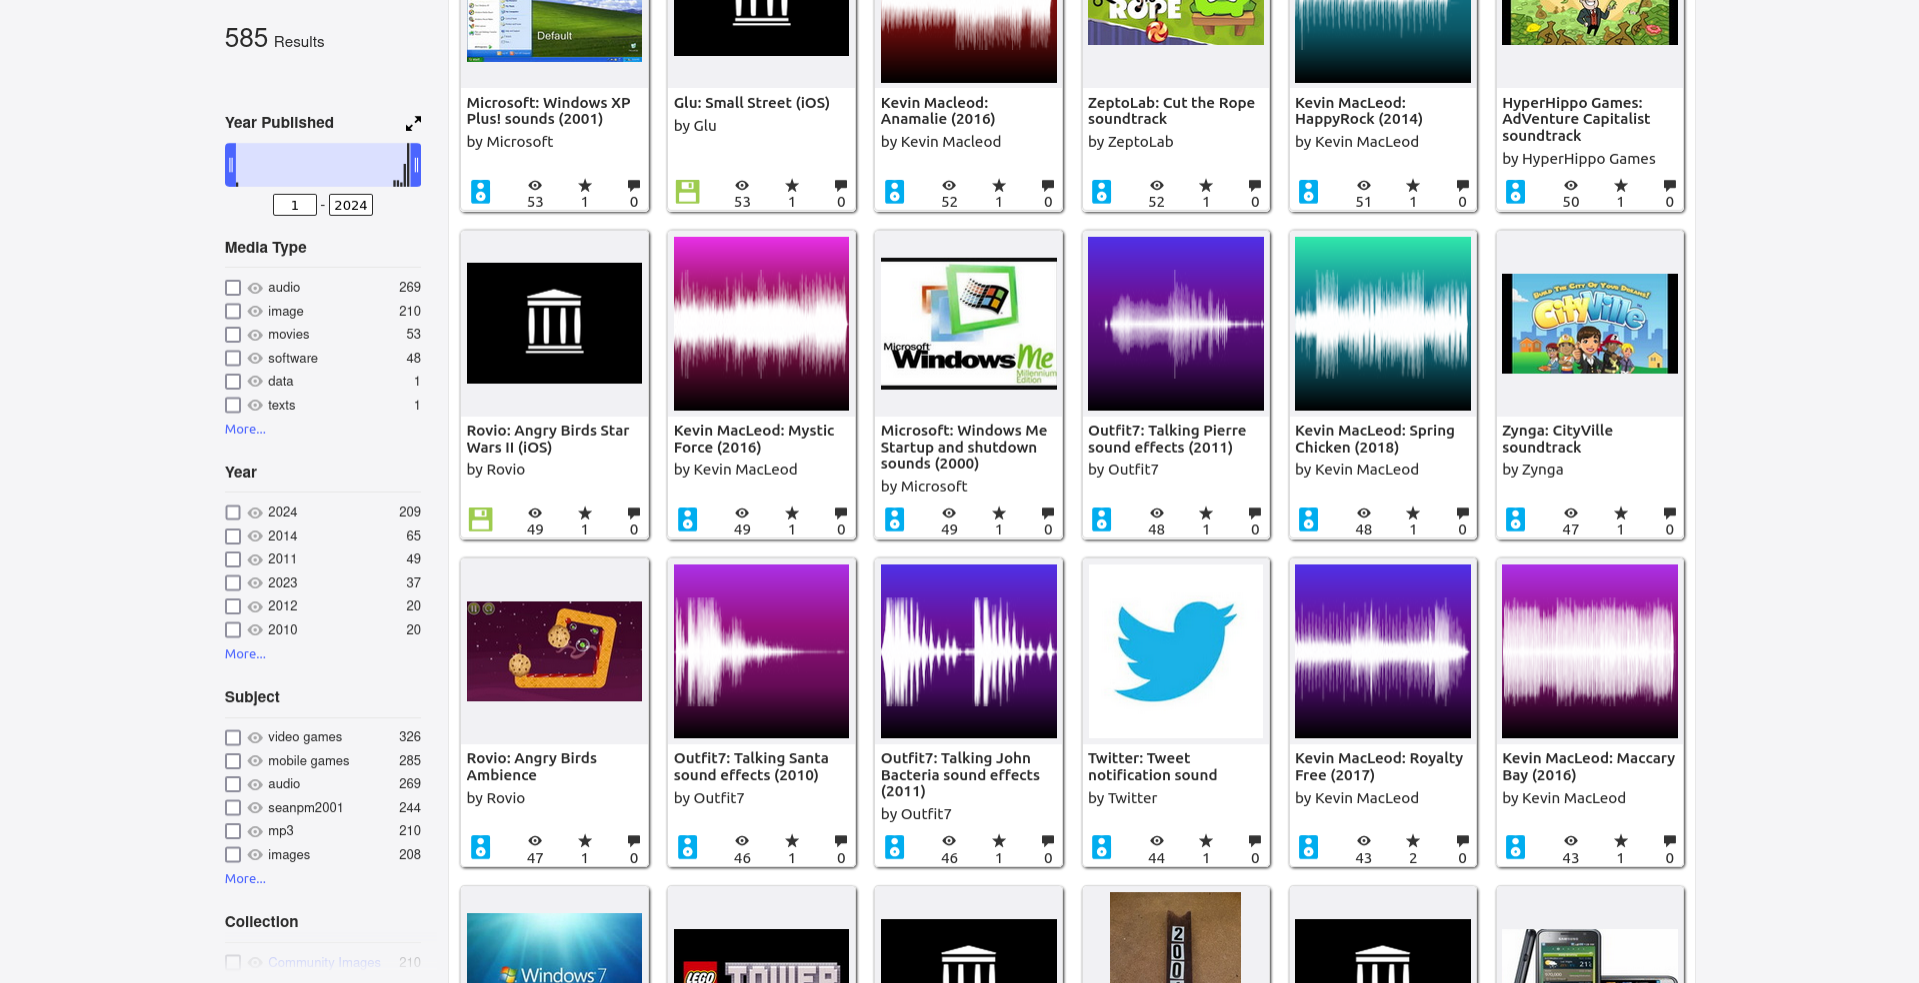 585 Results
Year Published
1 - 2024
Media Type
audio 269
image 210
movies 53
software 48
data 1
texts 1
More...
Year
2024 209
2014 65
2011 49
2023 37
2012 20
2010 20
More...
Subject
video games 326
mobile games 285
audio 269
seanpm2001 244
mp3 210
images 208
More...
Collection
Community Images 210
Default
Microsoft: Windows XP
Plus! sounds (2001)
by Microsoft
53 1 0
Glu: Small Street (iOS)
by Glu
53 1 0
Kevin Macleod:
Anamalie (2016)
by Kevin Macleod
52 1 0
ROPE
ZeptoLab: Cut the Rope
soundtrack
by ZeptoLab
52 1 0
Kevin MacLeod:
HappyRock (2014)
by Kevin MacLeod
51 1 0
HyperHippo Games:
AdVenture Capitalist
soundtrack
by HyperHippo Games
50 1 0
Rovio: Angry Birds Star
Wars II (iOS)
by Rovio
49 1 0
Kevin MacLeod: Mystic
Force (2016)
by Kevin MacLeod
49 1 0
Microsoft
Windows Me
Millennium
Edition
Microsoft: Windows Me
Startup and shutdown
sounds (2000)
by Microsoft
49 1 0
Outfit7: Talking Pierre
sound effects (2011)
by Outfit7
48 1 0
Kevin MacLeod: Spring
Chicken (2018)
by Kevin MacLeod
48 1 0
BUILD THE CITY OF YOUR DREAMS!
CityVille
Zynga: CityVille
soundtrack
by Zynga
47 1 0
Rovio: Angry Birds
Ambience
by Rovio
47 1 0
Outfit7: Talking Santa
sound effects (2010)
by Outfit7
46 1 0
Outfit7: Talking John
Bacteria sound effects
(2011)
by Outfit7
46 1 0
Twitter: Tweet
notification sound
by Twitter
44 1 0
Kevin MacLeod: Royalty
Free (2017)
by Kevin MacLeod
43 2 0
Kevin MacLeod: Maccary
Bay (2016)
by Kevin MacLeod
43 1 0
Windows 7
LEGO TOWER
200